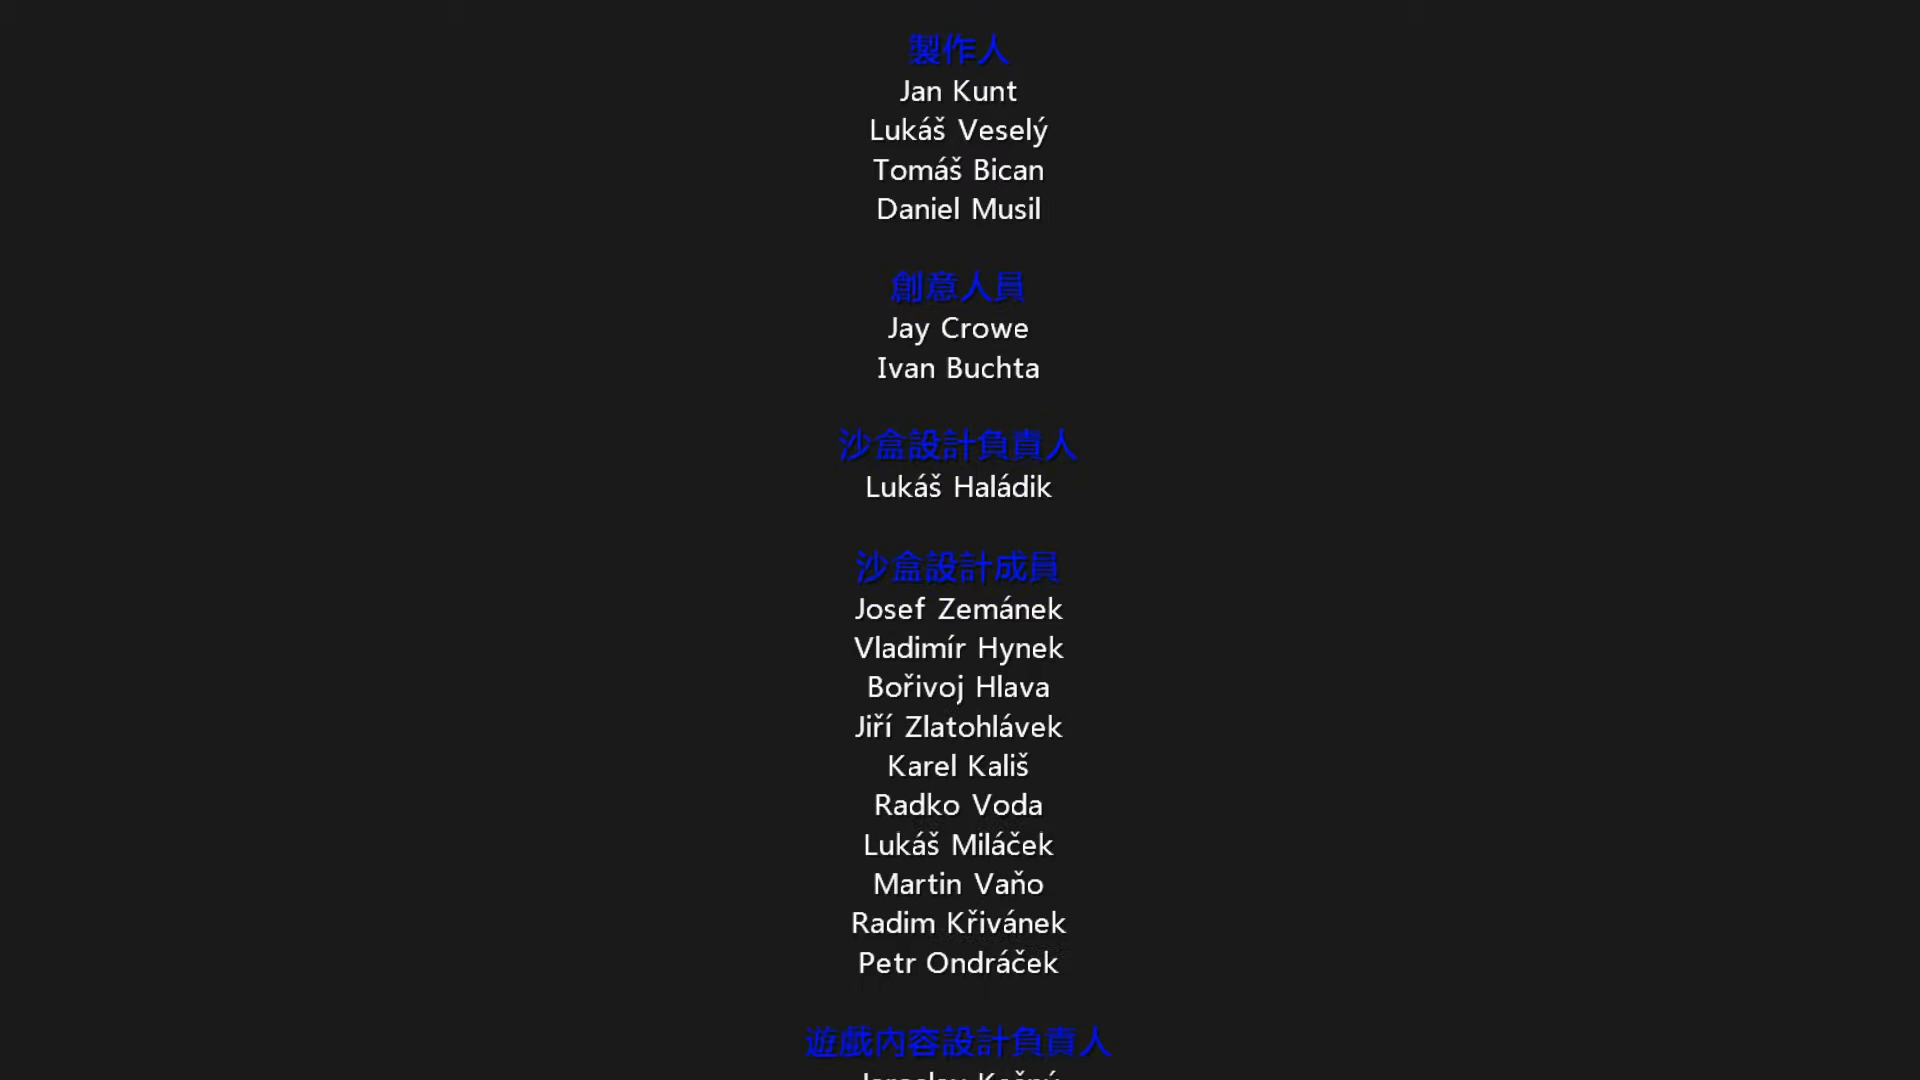 製作人
Jan Kunt
Lukáš Veselý
Tomáš Bican
Daniel Musil
創意人員
Jay Crowe
Ivan Buchta
沙盒設計負責人
Lukáš Haládik
沙盒設計成員
Josef Zemánek
Vladimír Hynek
Bořivoj Hlava
Jiří Zlatohlávek
Karel Kališ
Radko Voda
Lukáš Miláček
Martin Vaňo
Radim Křivánek
Petr Ondráček
遊戲內容設計負責人